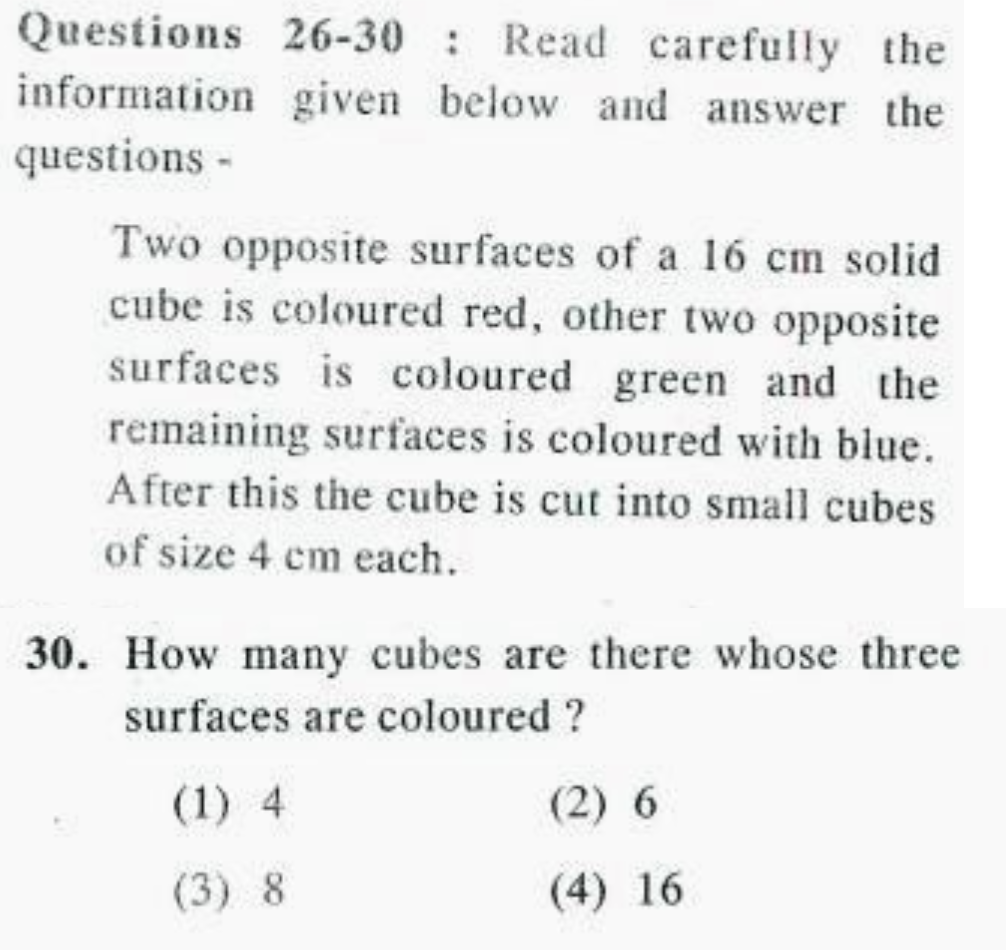 Questions 26-30 : Read carefully the
information given below and answer the
questions -
Two opposite surfaces of a 16 cm solid
cube is coloured red, other two opposite
surfaces is coloured green and the
remaining surfaces is coloured with blue.
After this the cube is cut into small cubes
of size 4 cm each.
30. How many cubes are there whose three
surfaces are coloured ?
(1) 4 (2) 6
(3) 8 (4) 16